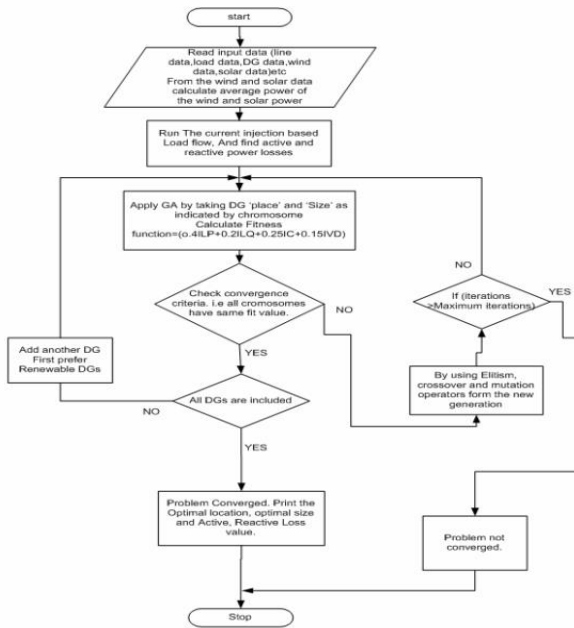 start
Read input data (line
data,load data,DG data,wind
data,solar data)etc
From the wind and solar data
calculate average power of
the wind and solar power
Run The current injection based
Load flow, And find active and
reactive power losses
Apply GA by taking DG 'place' and 'Size' as
indicated by chromosome
Calculate Fitness
function=(o.4ILP+0.2ILQ+0.25IC+0.15IVD)
NO
YES
Check convergence
criteria. i.e all cromosomes
have same fit value.
NO
If (iterations
>Maximum iterations)
YES
Add another DG
First prefer
Renewable DGs
By using Elitism,
crossover and mutation
operators form the new
generation
NO
All DGs are included
YES
Problem Converged. Print the
Optimal location, optimal size
and Active, Reactive Loss
value.
Problem not
converged.
Stop